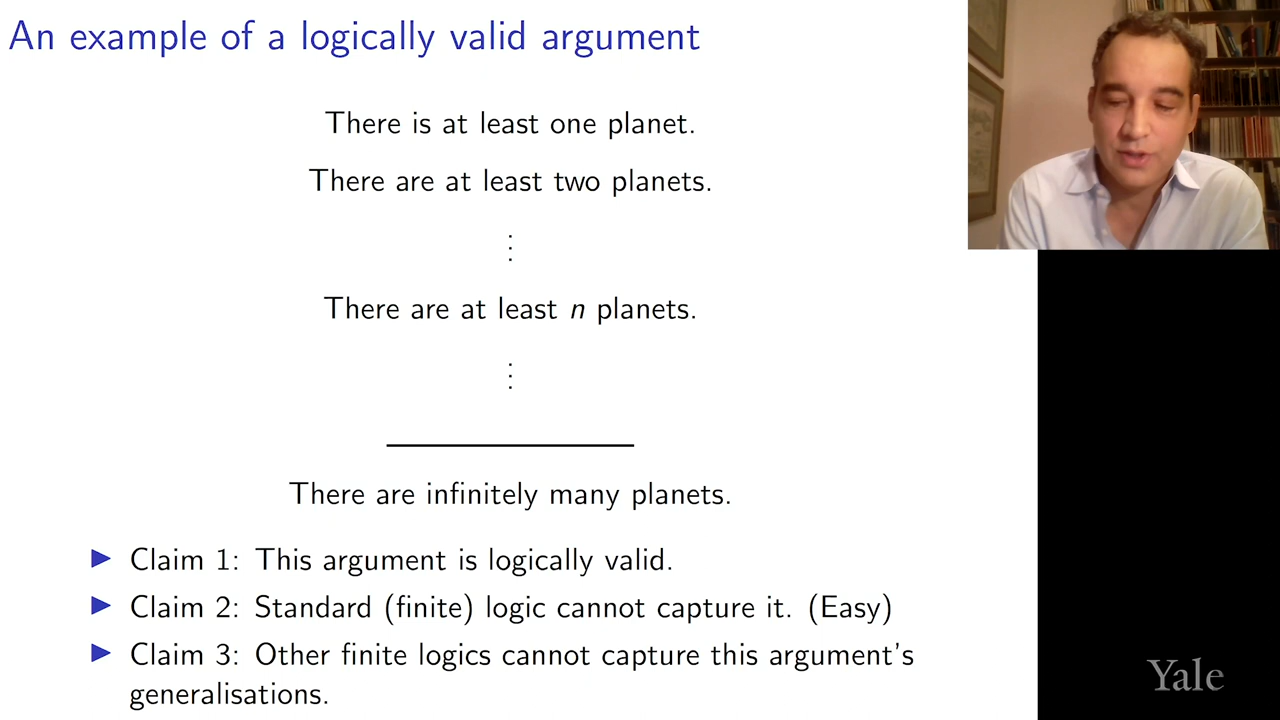 An example of a logically valid argument
There is at least one planet.
There are at least two planets.
⋮
There are at least n planets.
⋮
There are infinitely many planets.
▶ Claim 1: This argument is logically valid.
▶ Claim 2: Standard (finite) logic cannot capture it. (Easy)
▶ Claim 3: Other finite logics cannot capture this argument's
generalisations.
Yale